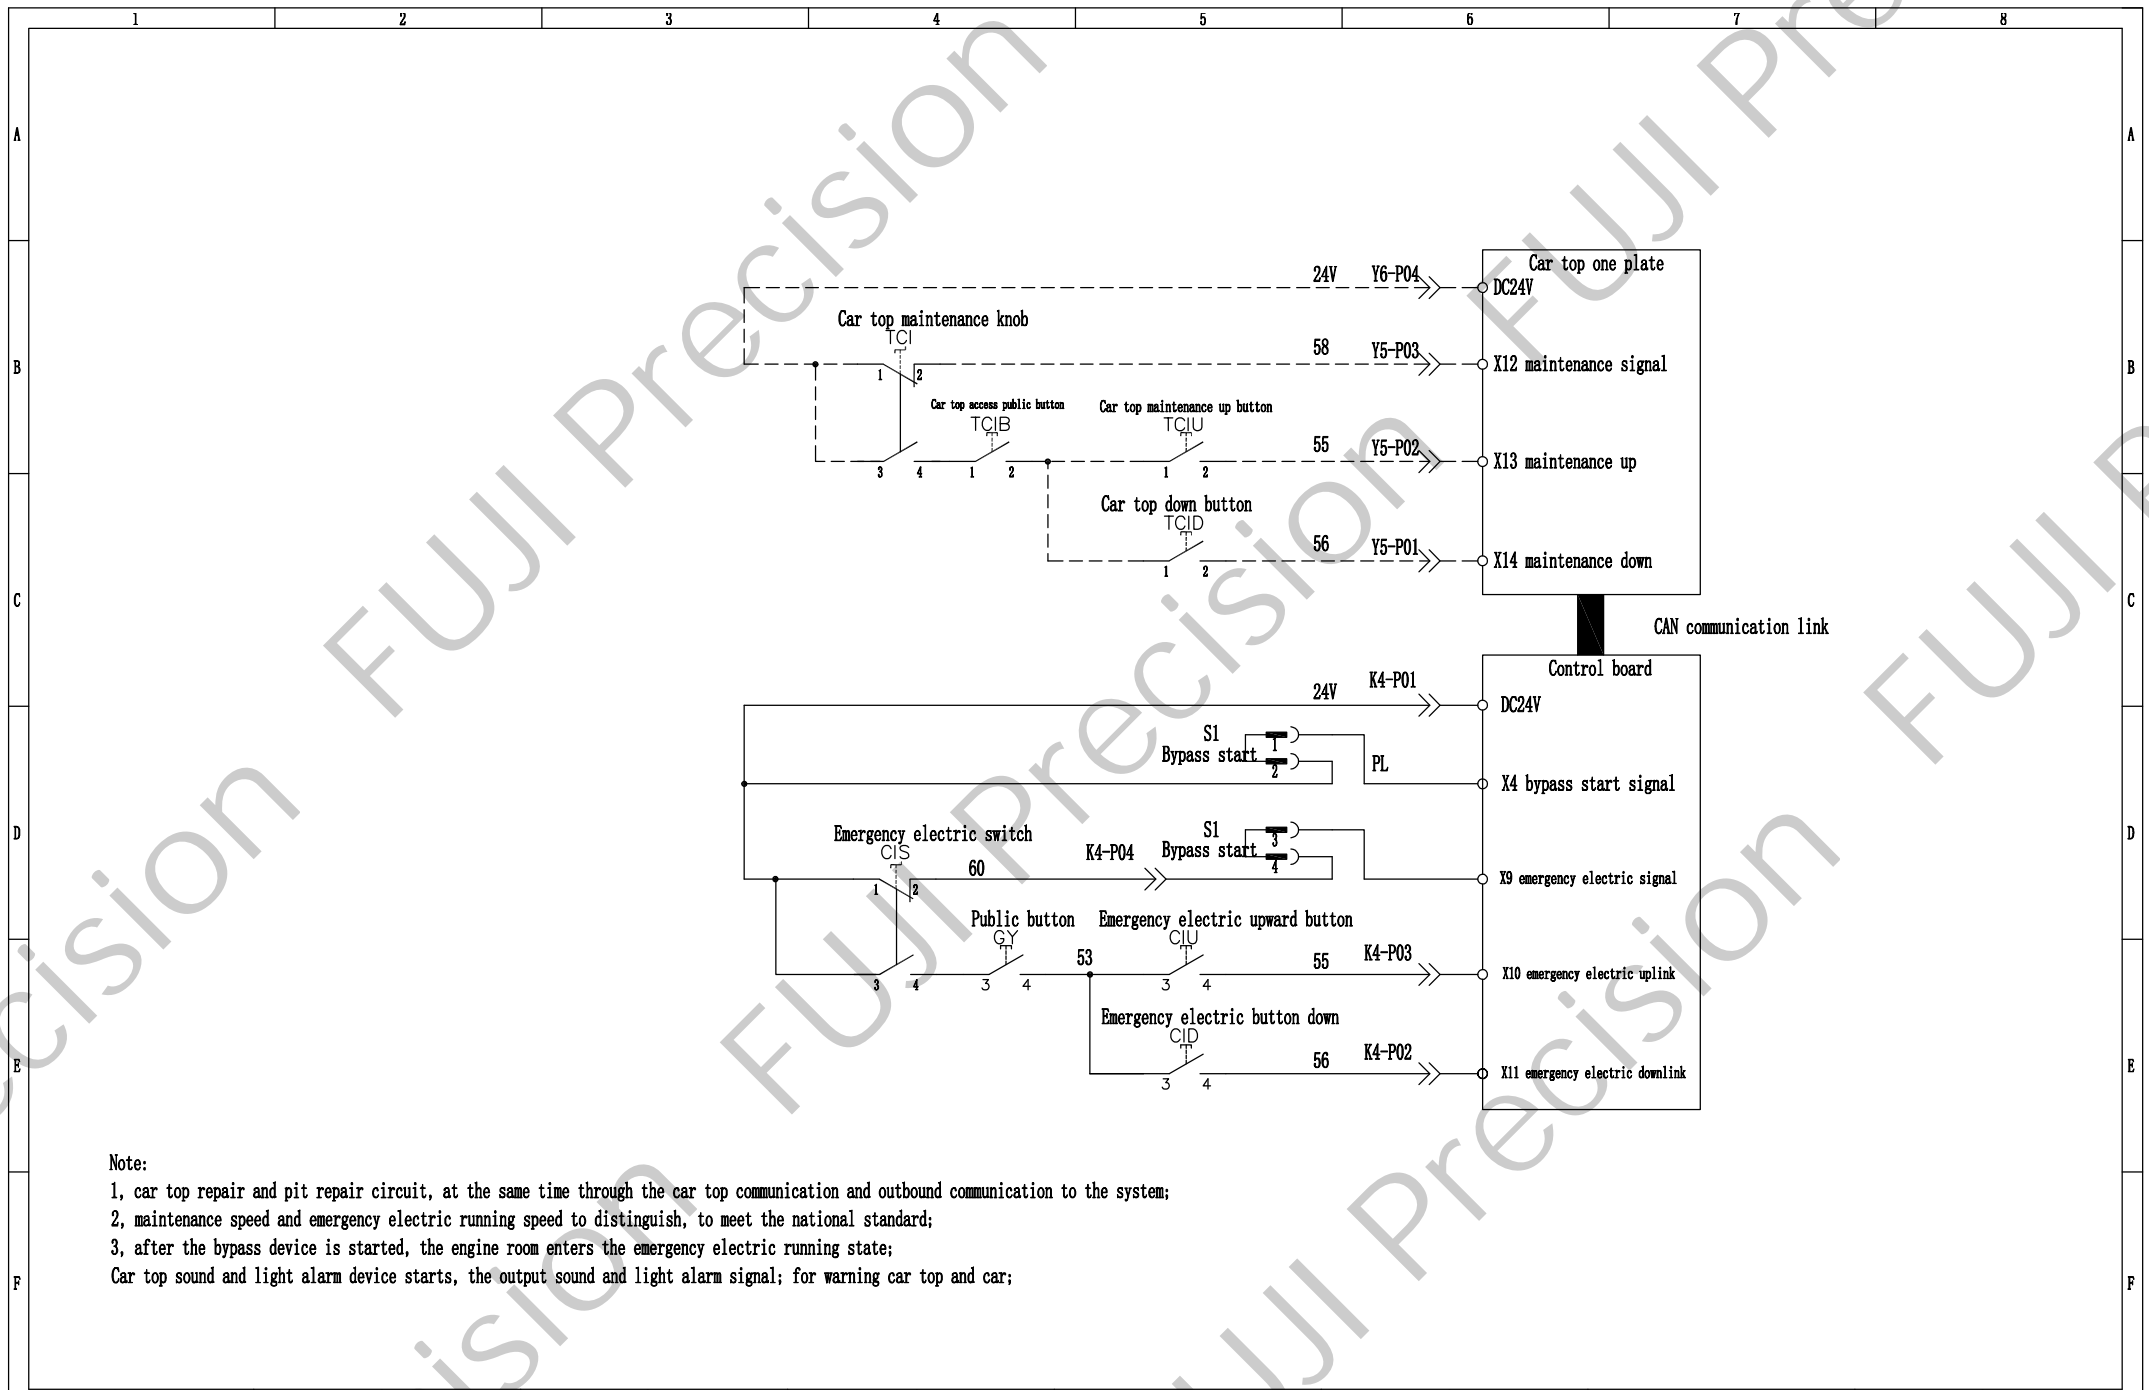 1 2 3 4 5 6 7 8
A A
Car top one plate
24V Y6-P04 DC24V
Car top maintenance knob
TCI
58 Y5-P03
B 1 2 X12 maintenance signal B
Car top access public button Car top maintenance up button
TCIB TCIU
55 Y5-P02
X13 maintenance up
3 4 1 2 1 2
Car top down button
TCID
56 Y5-P01
X14 maintenance down
1 2
C C
CAN communication link
Control board
24V K4-P01
DC24V
S1 1
Bypass start 2 PL
X4 bypass start signal
S1 3
D Emergency electric switch D
CIS K4-P04 Bypass start 4
60
1 2 X9 emergency electric signal
Public button Emergency electric upward button
GY CIU
53 55 K4-P03
X10 emergency electric uplink
3 4 3 4 3 4
Emergency electric button down
CID
56 K4-P02
E X11 emergency electric downlink E
3 4
Note:
1, car top repair and pit repair circuit, at the same time through the car top communication and outbound communication to the system;
2, maintenance speed and emergency electric running speed to distinguish, to meet the national standard;
3, after the bypass device is started, the engine room enters the emergency electric running state;
Car top sound and light alarm device starts, the output sound and light alarm signal; for warning car top and car;
F F
FUJI Precision
FUJI Precision
FUJI Precision